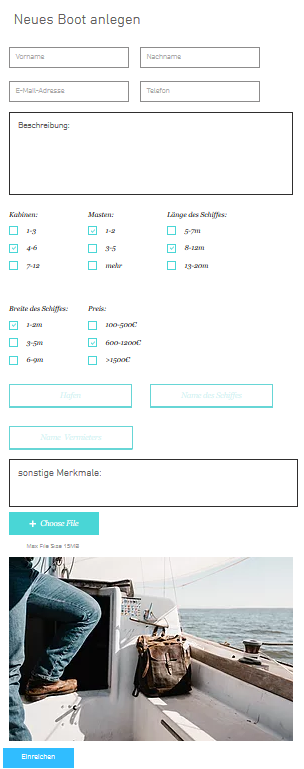 Neues Boot anlegen
Vorname Nachname
E-Mail-Adresse Telefon
Beschreibung:
Kabinen: Masten: Länge des Schiffes:
1-3 1-2 5-7m
4-6 3-5 8-12m
7-12 mehr 13-20m
Breite des Schiffes: Preis:
1-2m 100-500€
3-5m 600-1200€
6-9m >1500€
Hafen Name des Schiffes
Name Vermieters
sonstige Merkmale:
+ Choose File
Max File Size 15MB
Einreichen